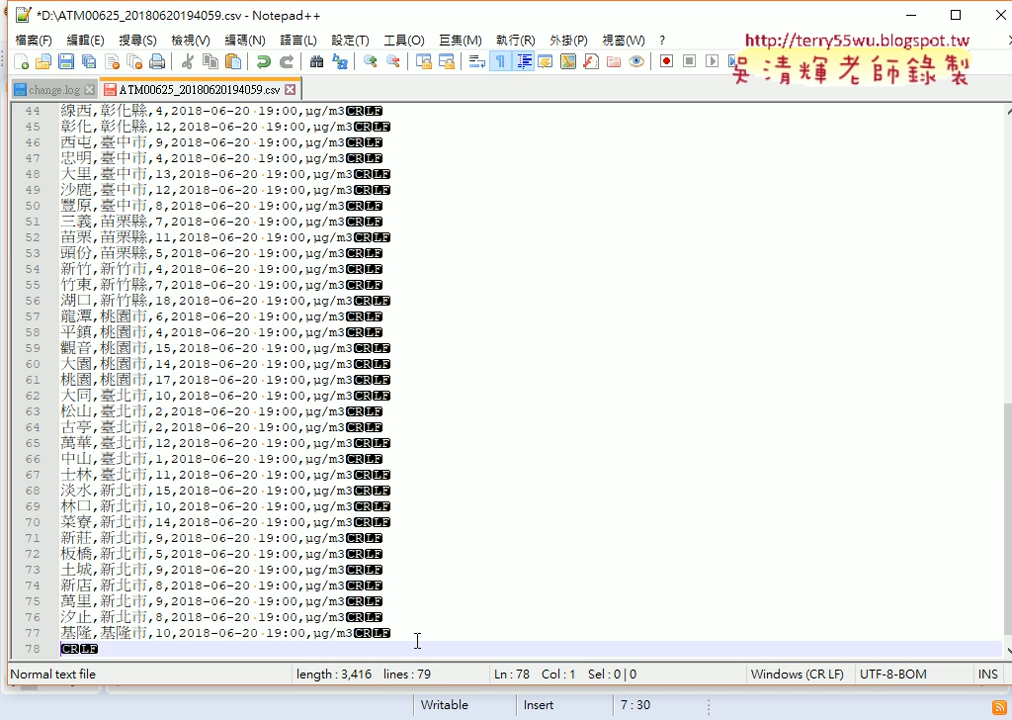 *D:\ATM00625_20180620194059.csv - Notepad++
檔案(F) 編輯(E) 搜尋(S) 檢視(V) 編碼(N) 語言(L) 設定(T) 工具(O) 巨集(M) 執行(R) 外掛(P) 視窗(W) ?
http://terry55wu.blogspot.tw
吳清輝老師錄製
change.log ATM00625_20180620194059.csv
44 線西,彰化縣,4,2018-06-20·19:00,μg/m3CRLF
45 彰化,彰化縣,12,2018-06-20·19:00,μg/m3CRLF
46 西屯,臺中市,9,2018-06-20·19:00,μg/m3CRLF
47 忠明,臺中市,4,2018-06-20·19:00,μg/m3CRLF
48 大里,臺中市,13,2018-06-20·19:00,μg/m3CRLF
49 沙鹿,臺中市,12,2018-06-20·19:00,μg/m3CRLF
50 豐原,臺中市,8,2018-06-20·19:00,μg/m3CRLF
51 三義,苗栗縣,7,2018-06-20·19:00,μg/m3CRLF
52 苗栗,苗栗縣,11,2018-06-20·19:00,μg/m3CRLF
53 頭份,苗栗縣,5,2018-06-20·19:00,μg/m3CRLF
54 新竹,新竹市,4,2018-06-20·19:00,μg/m3CRLF
55 竹東,新竹縣,7,2018-06-20·19:00,μg/m3CRLF
56 湖口,新竹縣,18,2018-06-20·19:00,μg/m3CRLF
57 龍潭,桃園市,6,2018-06-20·19:00,μg/m3CRLF
58 平鎮,桃園市,4,2018-06-20·19:00,μg/m3CRLF
59 觀音,桃園市,15,2018-06-20·19:00,μg/m3CRLF
60 大園,桃園市,14,2018-06-20·19:00,μg/m3CRLF
61 桃園,桃園市,17,2018-06-20·19:00,μg/m3CRLF
62 大同,臺北市,10,2018-06-20·19:00,μg/m3CRLF
63 松山,臺北市,2,2018-06-20·19:00,μg/m3CRLF
64 古亭,臺北市,2,2018-06-20·19:00,μg/m3CRLF
65 萬華,臺北市,12,2018-06-20·19:00,μg/m3CRLF
66 中山,臺北市,1,2018-06-20·19:00,μg/m3CRLF
67 士林,臺北市,11,2018-06-20·19:00,μg/m3CRLF
68 淡水,新北市,15,2018-06-20·19:00,μg/m3CRLF
69 林口,新北市,10,2018-06-20·19:00,μg/m3CRLF
70 菜寮,新北市,14,2018-06-20·19:00,μg/m3CRLF
71 新莊,新北市,9,2018-06-20·19:00,μg/m3CRLF
72 板橋,新北市,5,2018-06-20·19:00,μg/m3CRLF
73 土城,新北市,9,2018-06-20·19:00,μg/m3CRLF
74 新店,新北市,8,2018-06-20·19:00,μg/m3CRLF
75 萬里,新北市,9,2018-06-20·19:00,μg/m3CRLF
76 汐止,新北市,8,2018-06-20·19:00,μg/m3CRLF
77 基隆,基隆市,10,2018-06-20·19:00,μg/m3CRLF
78 CRLF
Normal text file length : 3,416 lines : 79 Ln : 78 Col : 1 Sel : 0 | 0 Windows (CR LF) UTF-8-BOM INS
Writable Insert 7 : 30